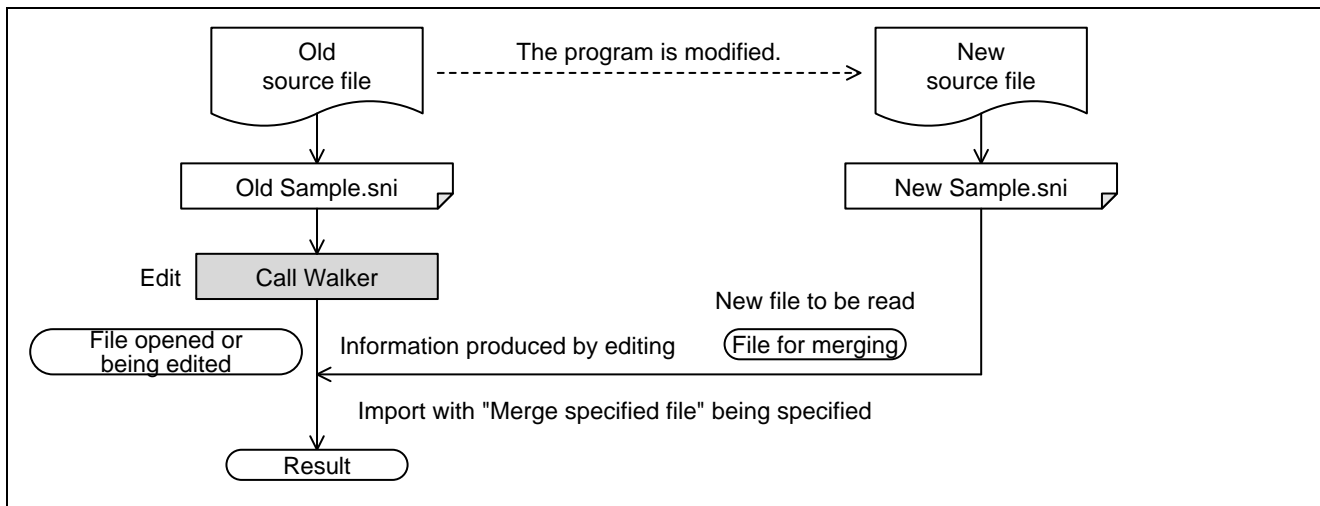 Old
source file
The program is modified.
New
source file
Old Sample.sni
New Sample.sni
Edit
Call Walker
New file to be read
File opened or
being edited
Information produced by editing
File for merging
Import with "Merge specified file" being specified
Result